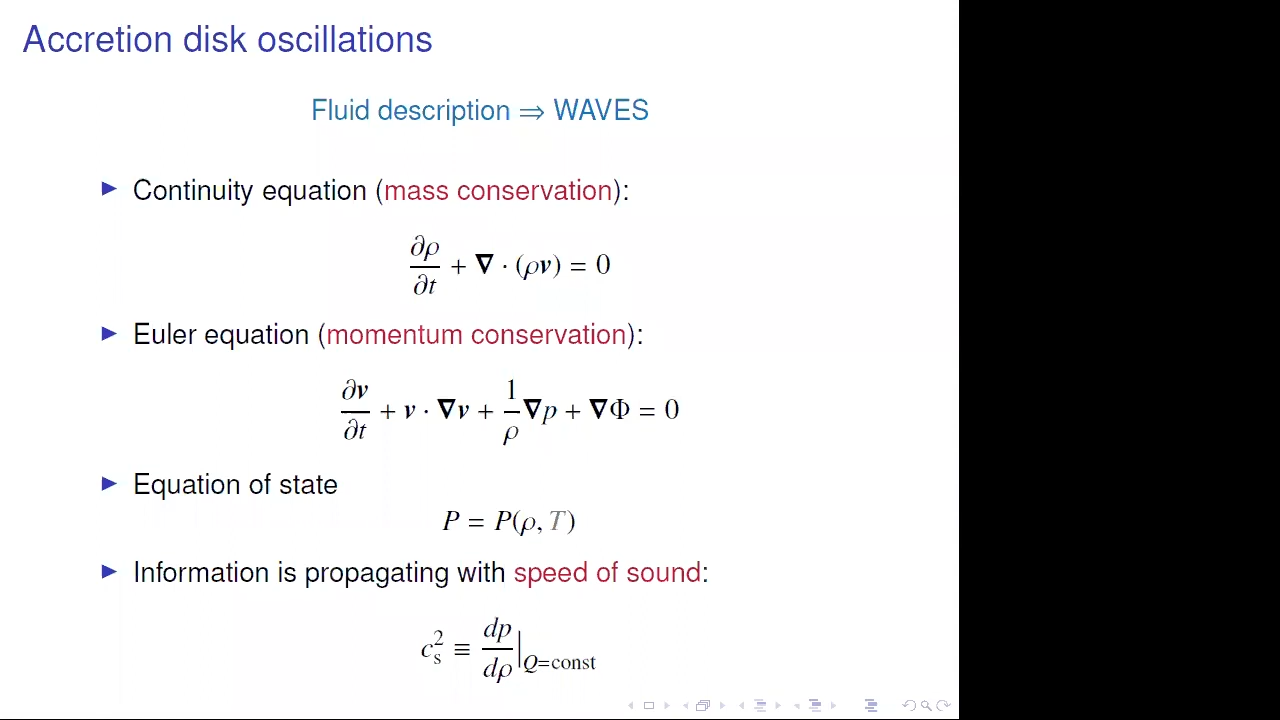 Accretion disk oscillations
Fluid description ⇒ WAVES
▶ Continuity equation (mass conservation):
∂ρ/∂t + ∇ · (ρv) = 0
▶ Euler equation (momentum conservation):
∂v/∂t + v · ∇v + 1/ρ ∇p + ∇Φ = 0
▶ Equation of state
P = P(ρ, T)
▶ Information is propagating with speed of sound:
c_s^2 ≡ dp/dρ |_{Q=const}